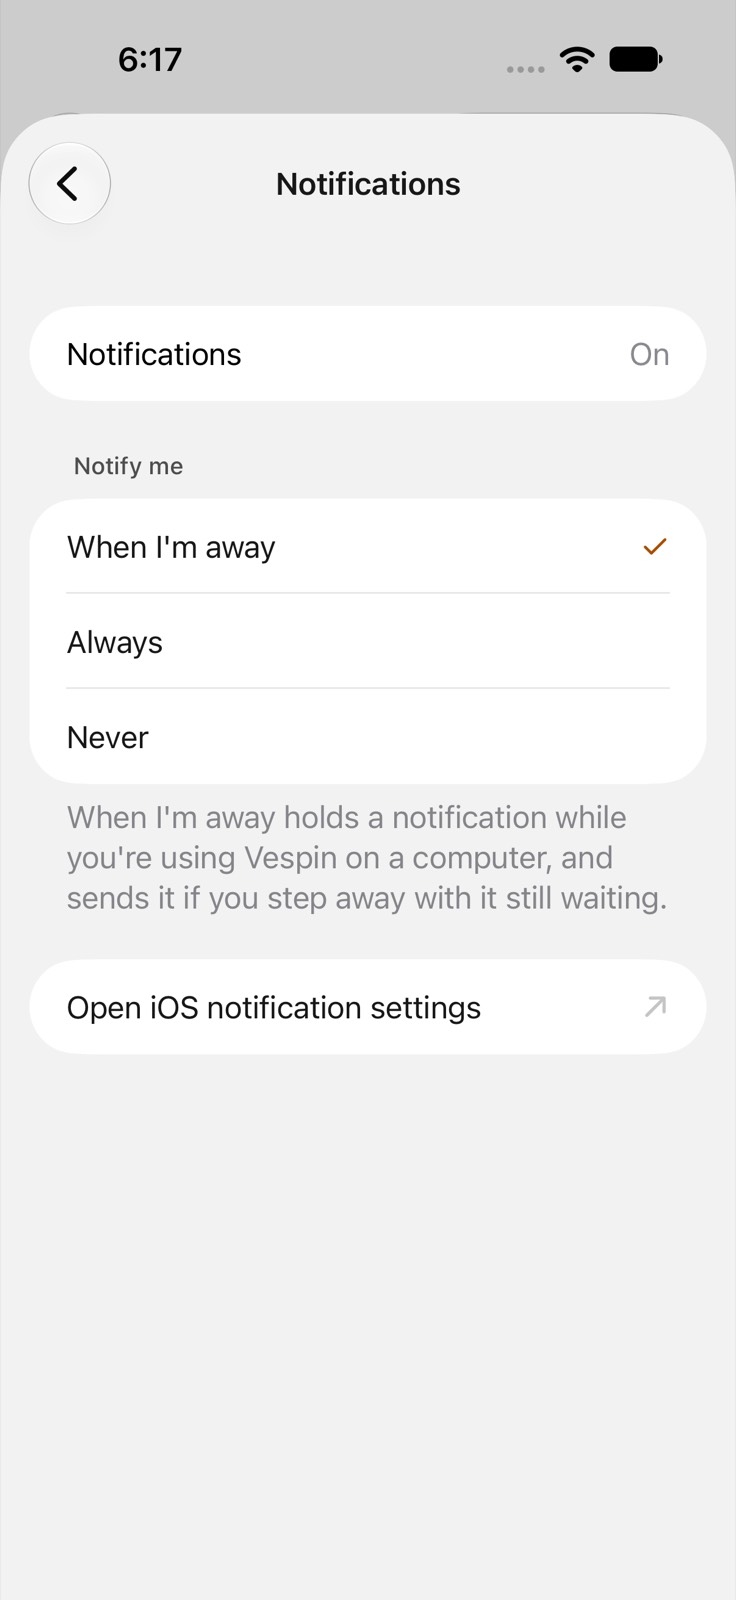 6:17
Notifications
Notifications
On
Notify me
When I'm away
Always
Never
When I'm away holds a notification while
you're using Vespin on a computer, and
sends it if you step away with it still waiting.
Open iOS notification settings